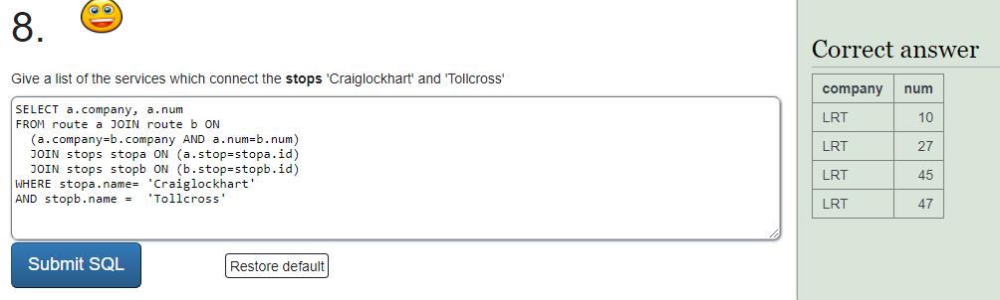 8.
Give a list of the services which connect the stops 'Craiglockhart' and 'Tollcross'
SELECT a.company, a.num
FROM route a JOIN route b ON
(a.company=b.company AND a.num=b.num)
JOIN stops stopa ON (a.stop=stopa.id)
JOIN stops stopb ON (b.stop=stopb.id)
WHERE stopa.name= 'Craiglockhart'
AND stopb.name =  'Tollcross'
Submit SQL
Restore default
Correct answer
company num
LRT 10
LRT 27
LRT 45
LRT 47